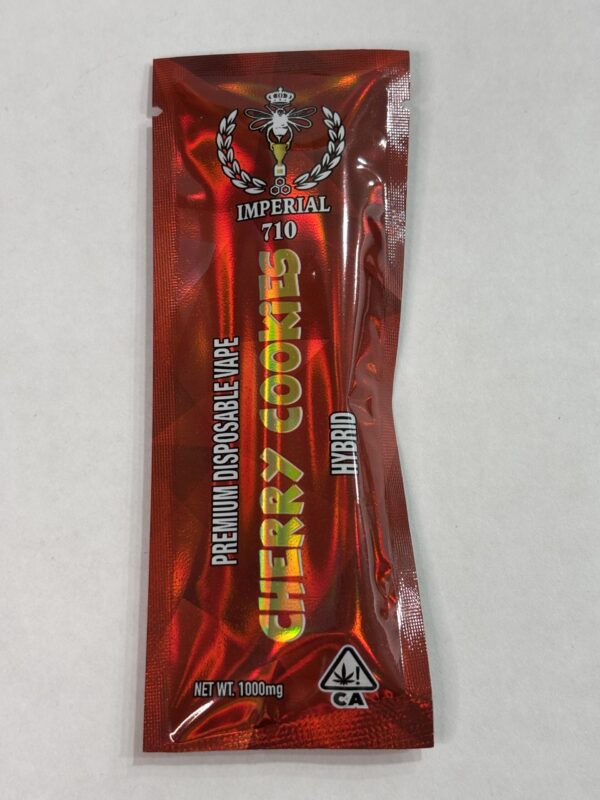 IMPERIAL
710
PREMIUM DISPOSABLE VAPE
CHERRY COOKiES
HYBRID
NET WT. 1000mg
!
CA